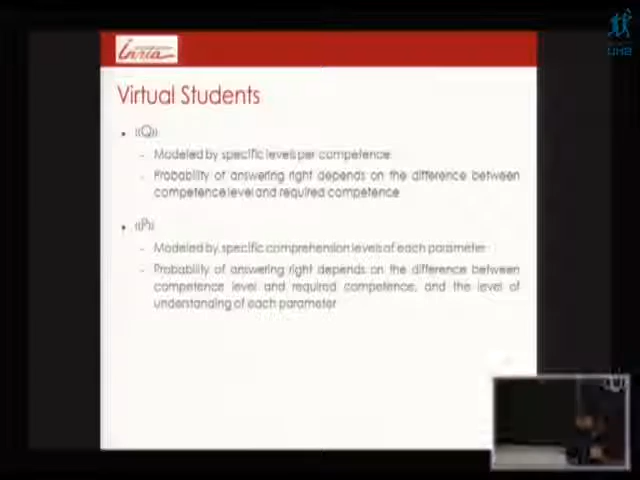 Inria
Virtual Students
• ((Q))
- Modeled by specific levels per competence.
- Probability of answering right depends on the difference between
competence level and required competence
• ((P))
- Modeled by specific comprehension levels of each parameter
- Probability of answering right depends on the difference between
competence level and required competence, and the level of
understanding of each parameter